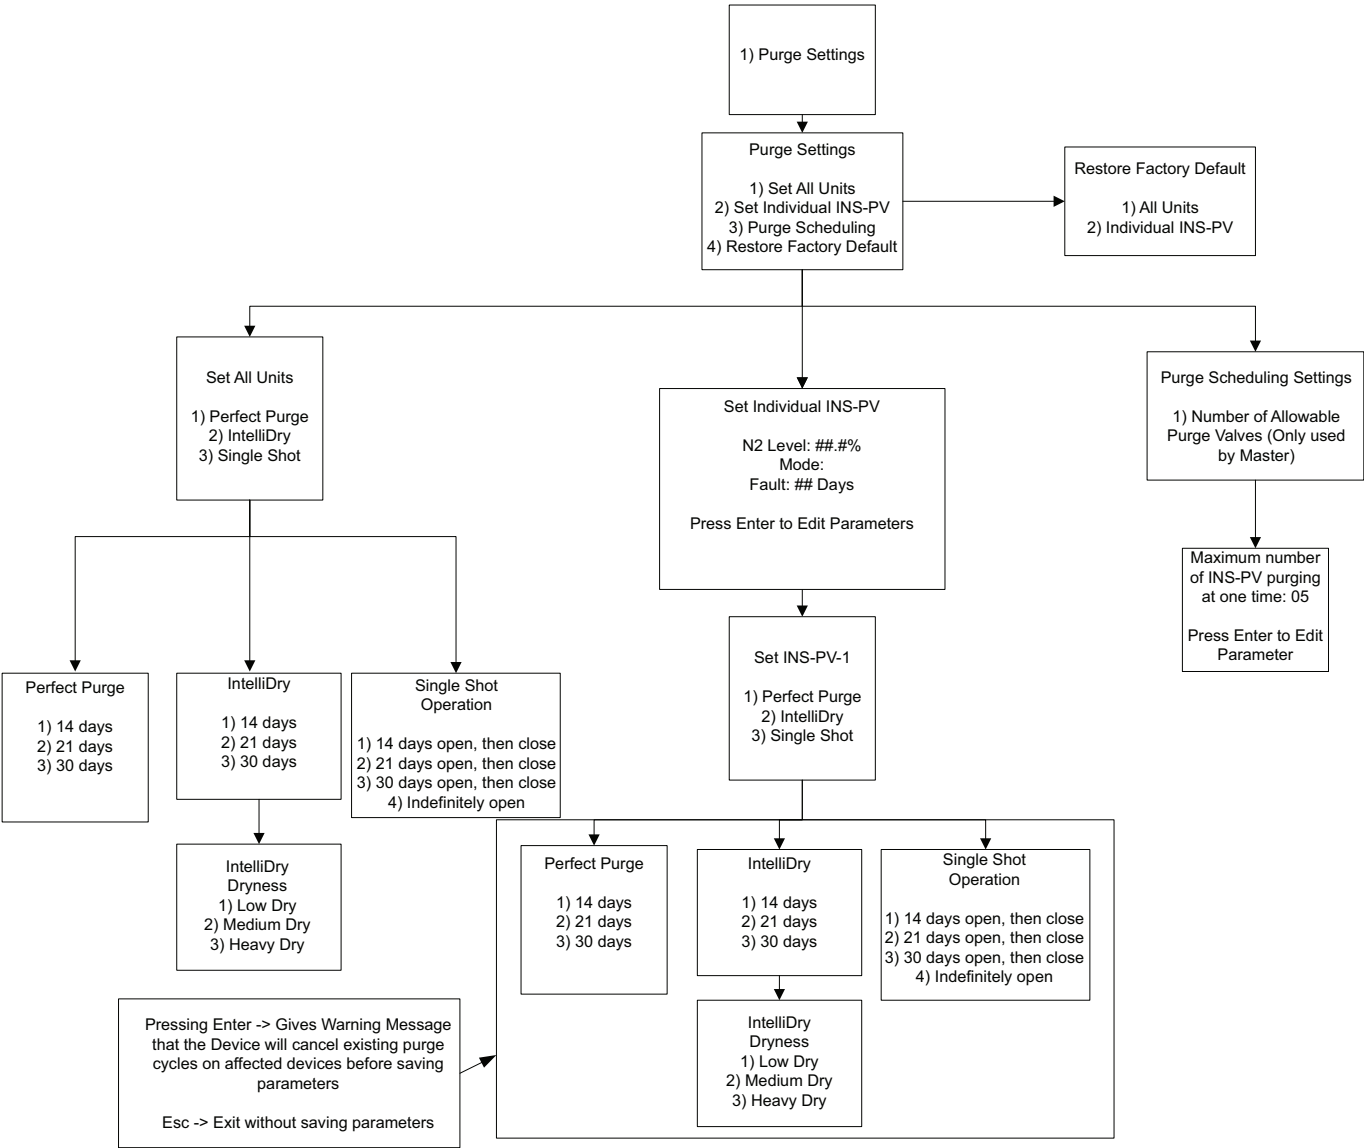 1) Purge Settings
Purge Settings
1) Set All Units
2) Set Individual INS-PV
3) Purge Scheduling
4) Restore Factory Default
Restore Factory Default
1) All Units
2) Individual INS-PV
Set All Units
1) Perfect Purge
2) IntelliDry
3) Single Shot
Set Individual INS-PV
N2 Level: ##.#%
Mode:
Fault: ## Days
Press Enter to Edit Parameters
Purge Scheduling Settings
1) Number of Allowable
Purge Valves (Only used
by Master)
Maximum number
of INS-PV purging
at one time: 05
Press Enter to Edit
Parameter
Set INS-PV-1
1) Perfect Purge
2) IntelliDry
3) Single Shot
Perfect Purge
1) 14 days
2) 21 days
3) 30 days
IntelliDry
1) 14 days
2) 21 days
3) 30 days
Single Shot
Operation
1) 14 days open, then close
2) 21 days open, then close
3) 30 days open, then close
4) Indefinitely open
IntelliDry
Dryness
1) Low Dry
2) Medium Dry
3) Heavy Dry
Perfect Purge
1) 14 days
2) 21 days
3) 30 days
IntelliDry
1) 14 days
2) 21 days
3) 30 days
Single Shot
Operation
1) 14 days open, then close
2) 21 days open, then close
3) 30 days open, then close
4) Indefinitely open
IntelliDry
Dryness
1) Low Dry
2) Medium Dry
3) Heavy Dry
Pressing Enter -> Gives Warning Message
that the Device will cancel existing purge
cycles on affected devices before saving
parameters
Esc -> Exit without saving parameters